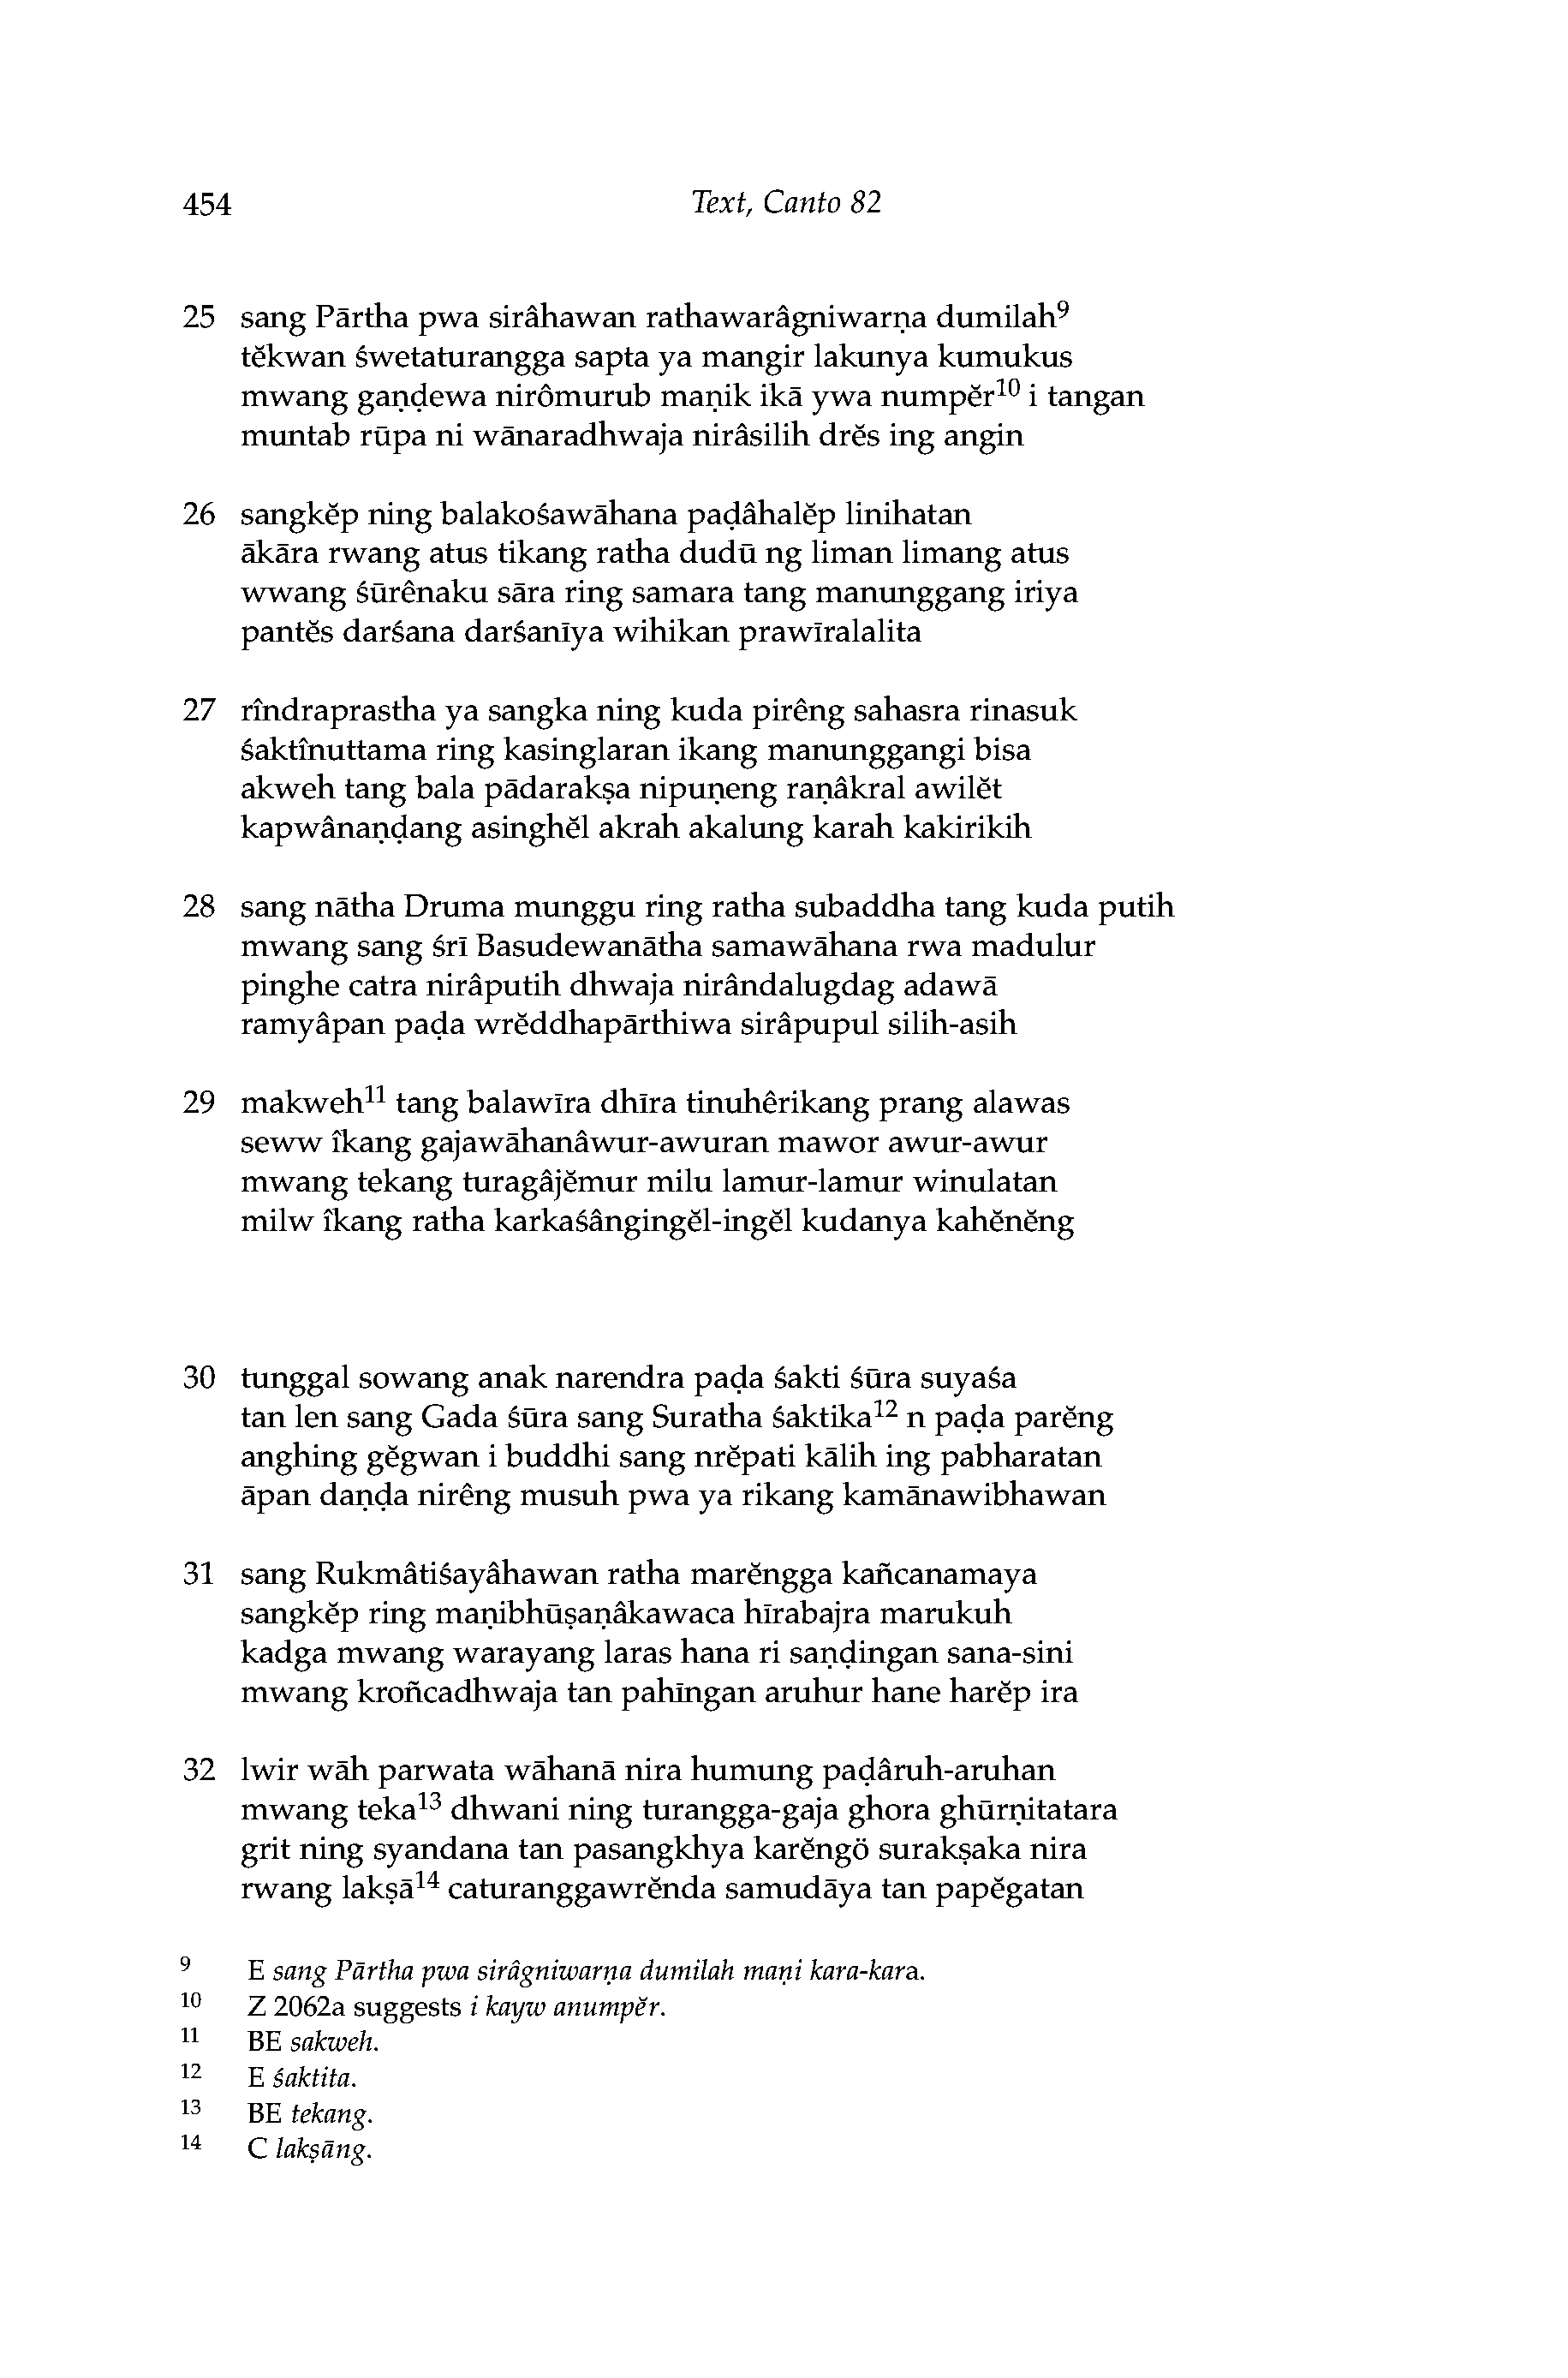 454 Text, Canto 82
25 sang Pārtha pwa sirâhawan rathawarâgniwarṇa dumilah⁹
tĕkwan śwetaturangga sapta ya mangir lakunya kumukus
mwang gaṇḍewa nirômurub maṇik ikā ywa numpĕr¹⁰ i tangan
muntab rūpa ni wānaradhwaja nirâsilih drĕs ing angin
26 sangkĕp ning balakośawāhana paḍâhalĕp linihatan
ākāra rwang atus tikang ratha dudū ng liman limang atus
wwang śūrênaku sāra ring samara tang manunggang iriya
pantĕs darśana darśanīya wihikan prawīralalita
27 rîndraprastha ya sangka ning kuda pirêng sahasra rinasuk
śaktînuttama ring kasinglaran ikang manunggangi bisa
akweh tang bala pādarakṣa nipuṇeng raṇâkral awilĕt
kapwânaṇḍang asinghĕl akrah akalung karah kakirikih
28 sang nātha Druma munggu ring ratha subaddha tang kuda putih
mwang sang śrī Basudewanātha samawāhana rwa madulur
pinghe catra nirâputih dhwaja nirândalugdag adawā
ramyâpan paḍa wrĕddhapārthiwa sirâpupul silih-asih
29 makweh¹¹ tang balawīra dhīra tinuhêrikang prang alawas
seww îkang gajawāhanâwur-awuran mawor awur-awur
mwang tekang turagâjĕmur milu lamur-lamur winulatan
milw îkang ratha karkaśângingĕl-ingĕl kudanya kahĕnĕng
30 tunggal sowang anak narendra paḍa śakti śūra suyaśa
tan len sang Gada śūra sang Suratha śaktika¹² n paḍa parĕng
anghing gĕgwan i buddhi sang nrĕpati kālih ing pabharatan
āpan daṇḍa nirêng musuh pwa ya rikang kamānawibhawan
31 sang Rukmâtiśayâhawan ratha marĕngga kañcanamaya
sangkĕp ring maṇibhūṣaṇâkawaca hīrabajra marukuh
kadga mwang warayang laras hana ri saṇḍingan sana-sini
mwang kroñcadhwaja tan pahīngan aruhur hane harĕp ira
32 lwir wāh parwata wāhanā nira humung paḍâruh-aruhan
mwang teka¹³ dhwani ning turangga-gaja ghora ghūrṇitatara
grit ning syandana tan pasangkhya karĕngö surakṣaka nira
rwang lakṣā¹⁴ caturanggawrĕnda samudāya tan papĕgatan
⁹ E sang Pārtha pwa sirâgniwarṇa dumilah maṇi kara-kara.
¹⁰ Z 2062a suggests i kayw anumpĕr.
¹¹ BE sakweh.
¹² E śaktita.
¹³ BE tekang.
¹⁴ C lakṣāng.